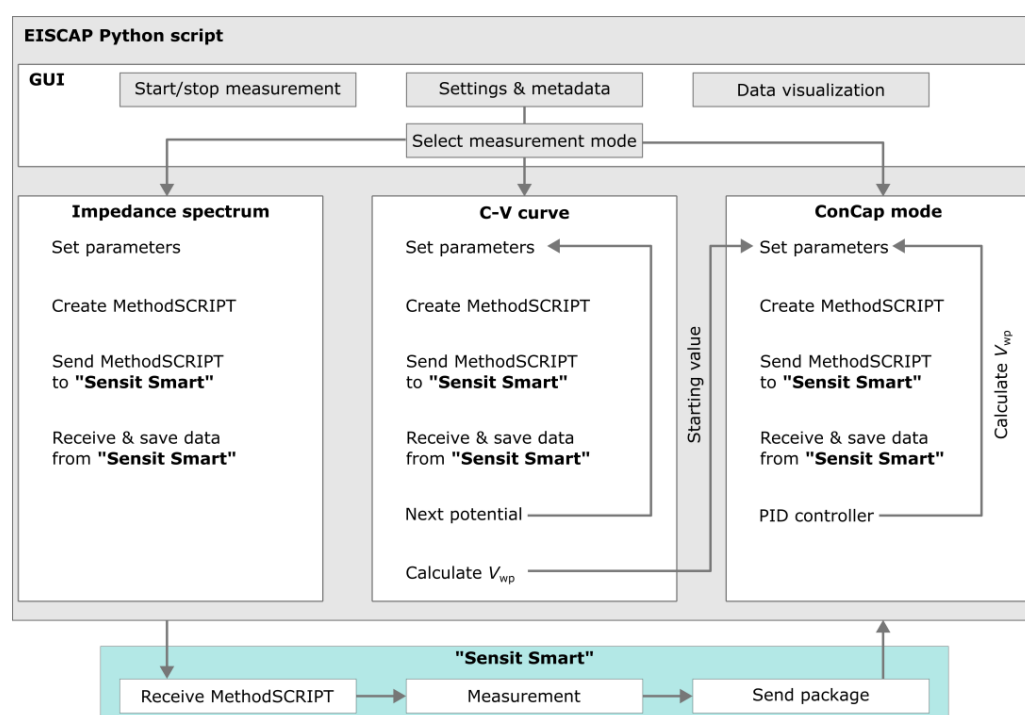 EISCAP Python script
GUI
Start/stop measurement
Settings & metadata
Data visualization
Select measurement mode
Impedance spectrum
Set parameters
Create MethodSCRIPT
Send MethodSCRIPT
to "Sensit Smart"
Receive & save data
from "Sensit Smart"
C-V curve
Set parameters
Create MethodSCRIPT
Send MethodSCRIPT
to "Sensit Smart"
Receive & save data
from "Sensit Smart"
Next potential
Calculate Vwp
Starting value
ConCap mode
Set parameters
Create MethodSCRIPT
Send MethodSCRIPT
to "Sensit Smart"
Receive & save data
from "Sensit Smart"
PID controller
Calculate Vwp
"Sensit Smart"
Receive MethodSCRIPT
Measurement
Send package